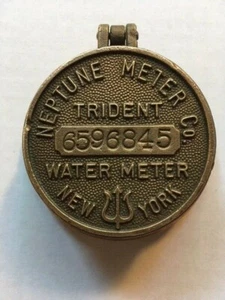 NEPTUNE METER Co.
TRIDENT
6596845
WATER METER
NEW YORK